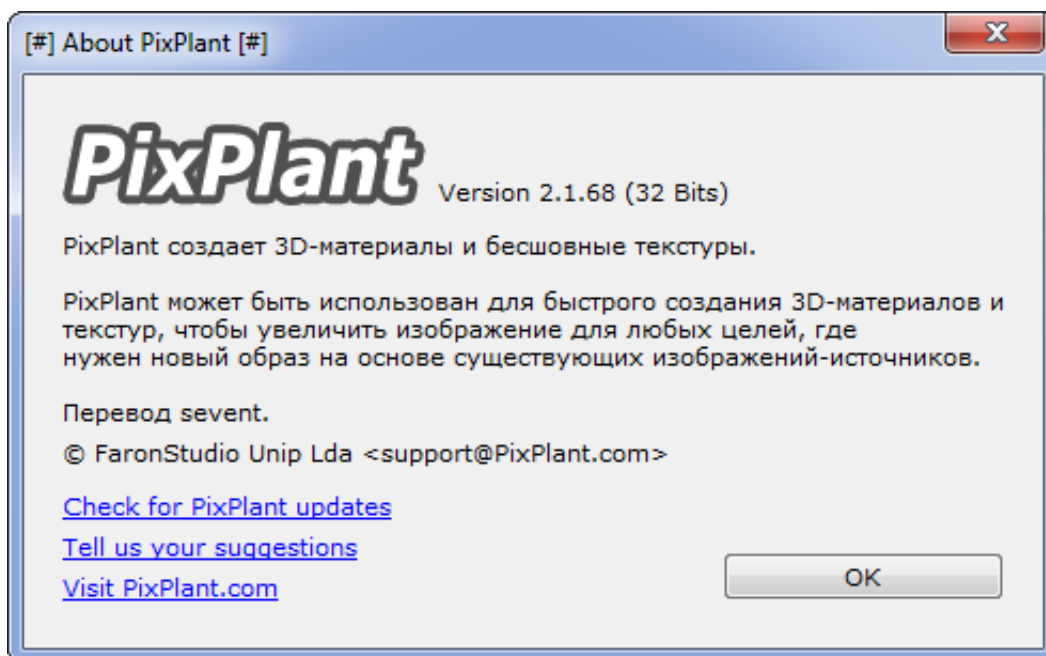 [#] About PixPlant [#]
PixPlant
Version 2.1.68 (32 Bits)
PixPlant создает 3D-материалы и бесшовные текстуры.
PixPlant может быть использован для быстрого создания 3D-материалов и
текстур, чтобы увеличить изображение для любых целей, где
нужен новый образ на основе существующих изображений-источников.
Перевод sevent.
© FaronStudio Unip Lda <support@PixPlant.com>
Check for PixPlant updates
Tell us your suggestions
Visit PixPlant.com
OK